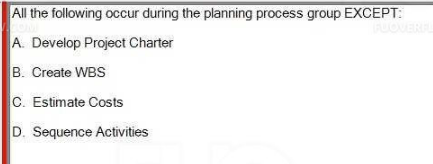 All the following occur during the planning process group EXCEPT:
A. Develop Project Charter
B. Create WBS
C. Estimate Costs
D. Sequence Activities